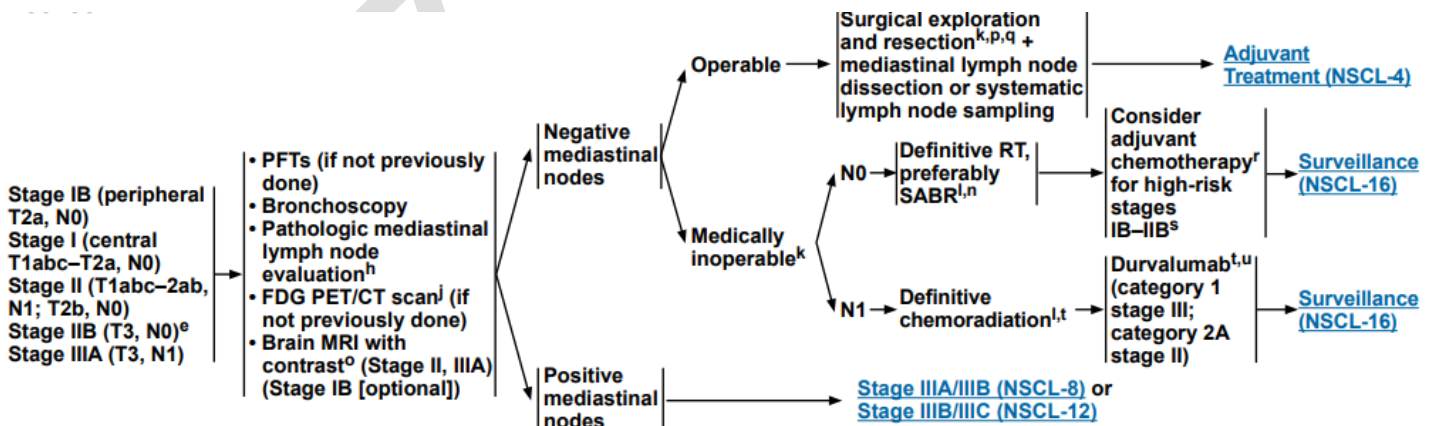 Stage IB (peripheral
T2a, N0)
Stage I (central
T1abc–T2a, N0)
Stage II (T1abc–2ab,
N1; T2b, N0)
Stage IIB (T3, N0)e
Stage IIIA (T3, N1)
• PFTs (if not previously
done)
• Bronchoscopy
• Pathologic mediastinal
lymph node
evaluationh
• FDG PET/CT scanj (if
not previously done)
• Brain MRI with
contrasto (Stage II, IIIA)
(Stage IB [optional])
Negative
mediastinal
nodes
Operable
Surgical exploration
and resectionk,p,q +
mediastinal lymph node
dissection or systematic
lymph node sampling
Adjuvant
Treatment (NSCL-4)
Medically
inoperablek
N0
Definitive RT,
preferably
SABRl,n
Consider
adjuvant
chemotherapyr
for high-risk
stages
IB–IIBs
Surveillance
(NSCL-16)
N1
Definitive
chemoradiationl,t
Durvalumabt,u
(category 1
stage III;
category 2A
stage II)
Surveillance
(NSCL-16)
Positive
mediastinal
nodes
Stage IIIA/IIIB (NSCL-8) or
Stage IIIB/IIIC (NSCL-12)